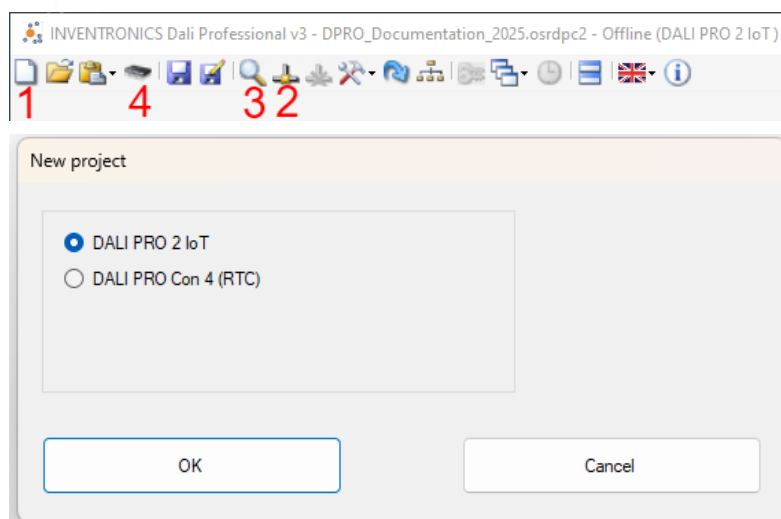 INVENTRONICS Dali Professional v3 - DPRO_Documentation_2025.osrdpc2 - Offline (DALI PRO 2 IoT)
1 4 3 2
New project
DALI PRO 2 IoT
DALI PRO Con 4 (RTC)
OK Cancel